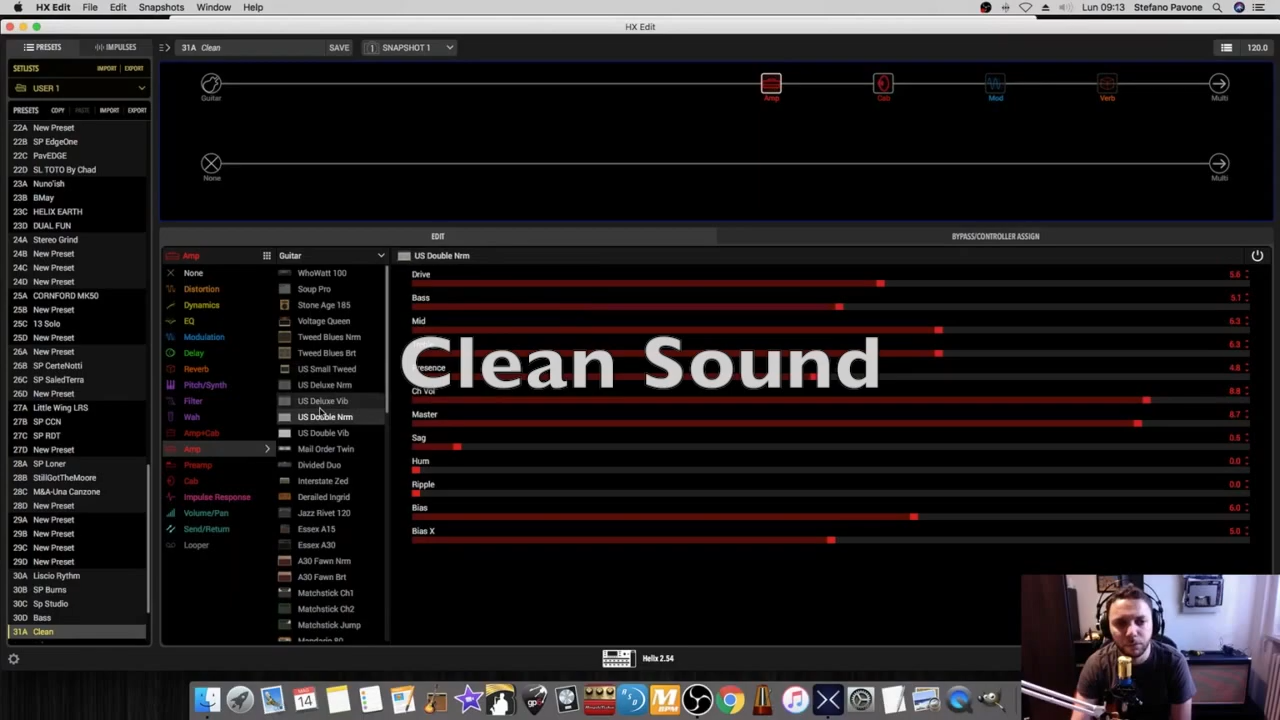 HX Edit File Edit Snapshots Window Help Lun 09:13 Stefano Pavone
HX Edit
PRESETS IMPULSES 31A Clean SAVE 1 SNAPSHOT 1 120.0
SETLISTS IMPORT EXPORT
USER 1
PRESETS COPY PASTE IMPORT EXPORT
22A New Preset
22B SP EdgeOne
22C PavEDGE
22D SL TOTO By Chad
23A Nuno'ish
23B BMay
23C HELIX EARTH
23D DUAL FUN
24A Stereo Grind
24B New Preset
24C New Preset
24D New Preset
25A CORNFORD MK50
25B New Preset
25C 13 Solo
25D New Preset
26A New Preset
26B SP CerteNotti
26C SP SaledTerra
26D New Preset
27A Little Wing LRS
27B SP CCN
27C SP RDT
27D New Preset
28A SP Loner
28B StillGotTheMoore
28C M&A-Una Canzone
28D New Preset
29A New Preset
29B New Preset
29C New Preset
29D New Preset
30A Liscio Rythm
30B SP Burns
30C Sp Studio
30D Bass
31A Clean
Guitar Amp Cab Mod Verb Multi
None Multi
EDIT BYPASS/CONTROLLER ASSIGN
Amp Guitar US Double Nrm
None
Distortion
Dynamics
EQ
Modulation
Delay
Reverb
Pitch/Synth
Filter
Wah
Amp+Cab
Amp
Preamp
Cab
Impulse Response
Volume/Pan
Send/Return
Looper
WhoWatt 100
Soup Pro
Stone Age 185
Voltage Queen
Tweed Blues Nrm
Tweed Blues Brt
US Small Tweed
US Deluxe Nrm
US Deluxe Vib
US Double Nrm
US Double Vib
Mail Order Twin
Divided Duo
Interstate Zed
Derailed Ingrid
Jazz Rivet 120
Essex A15
Essex A30
A30 Fawn Nrm
A30 Fawn Brt
Matchstick Ch1
Matchstick Ch2
Matchstick Jump
Mandarin 80
Drive 5.6
Bass 5.1
Mid 6.3
6.3
Presence 4.8
Ch Vol 8.8
Master 8.7
Sag 0.5
Hum 0.0
Ripple 0.0
Bias 6.0
Bias X 5.0
Clean Sound
Helix 2.54